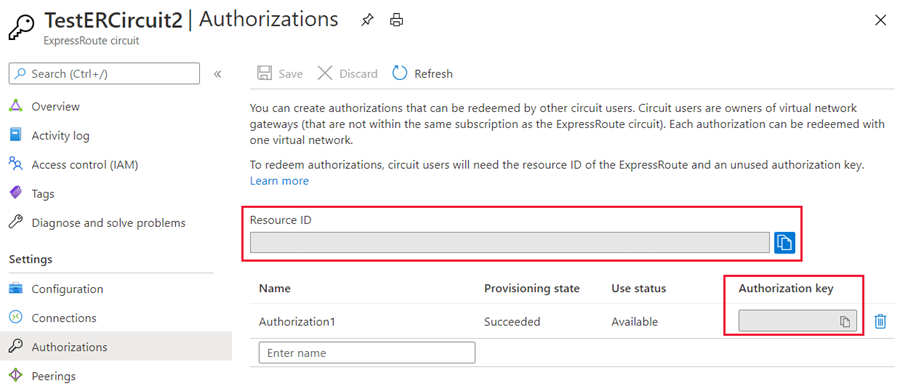 TestERCircuit2 | Authorizations
ExpressRoute circuit
Search (Ctrl+/)
«
Save
Discard
Refresh
Overview
Activity log
Access control (IAM)
Tags
Diagnose and solve problems
Settings
Configuration
Connections
Authorizations
Peerings
You can create authorizations that can be redeemed by other circuit users. Circuit users are owners of virtual network
gateways (that are not within the same subscription as the ExpressRoute circuit). Each authorization can be redeemed with
one virtual network.
To redeem authorizations, circuit users will need the resource ID of the ExpressRoute and an unused authorization key.
Learn more
Resource ID
Name Provisioning state Use status Authorization key
Authorization1 Succeeded Available
Enter name